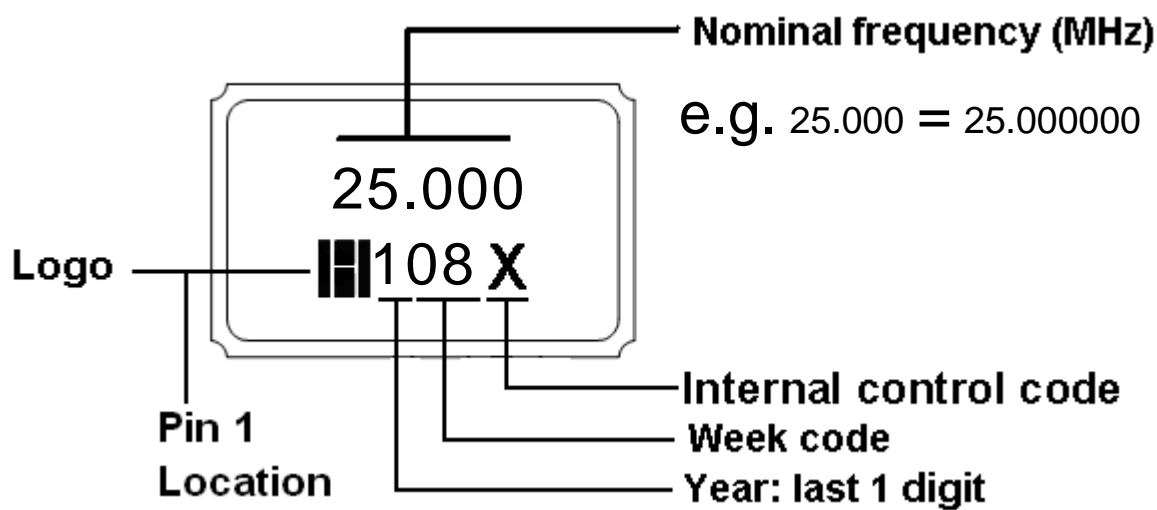 Nominal frequency (MHz)
e.g. 25.000 = 25.000000
25.000
Logo
108 X
Internal control code
Pin 1
Location
Week code
Year: last 1 digit